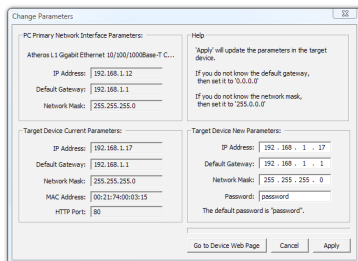 Change Parameters
PC Primary Network Interface Parameters:
Atheros L1 Gigabit Ethernet 10/100/1000Base-T C...
IP Address: 192.168.1.12
Default Gateway: 192.168.1.1
Network Mask: 255.255.255.0
Help
'Apply' will update the parameters in the target
device.
If you do not know the default gateway,
then set it to '0.0.0.0'
If you do not know the network mask,
then set it to '255.0.0.0'
Target Device Current Parameters:
IP Address: 192.168.1.17
Default Gateway: 192.168.1.1
Network Mask: 255.255.255.0
MAC Address: 00:21:74:00:03:15
HTTP Port: 80
Target Device New Parameters:
IP Address: 192 . 168 . 1 . 17
Default Gateway: 192 . 168 . 1 . 1
Network Mask: 255 . 255 . 255 . 0
Password: password
The default password is "password".
Go to Device Web Page Cancel Apply